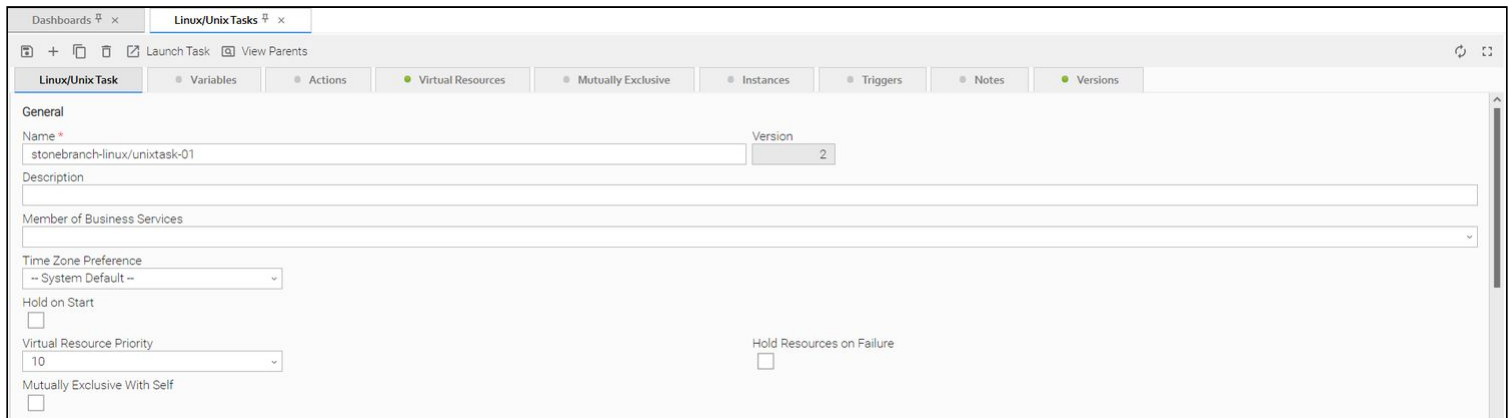 Dashboards
Linux/Unix Tasks
Launch Task View Parents
Linux/Unix Task Variables Actions Virtual Resources Mutually Exclusive Instances Triggers Notes Versions
General
Name * Version
stonebranch-linux/unixtask-01 2
Description
Member of Business Services
Time Zone Preference
-- System Default --
Hold on Start
Virtual Resource Priority Hold Resources on Failure
10
Mutually Exclusive With Self